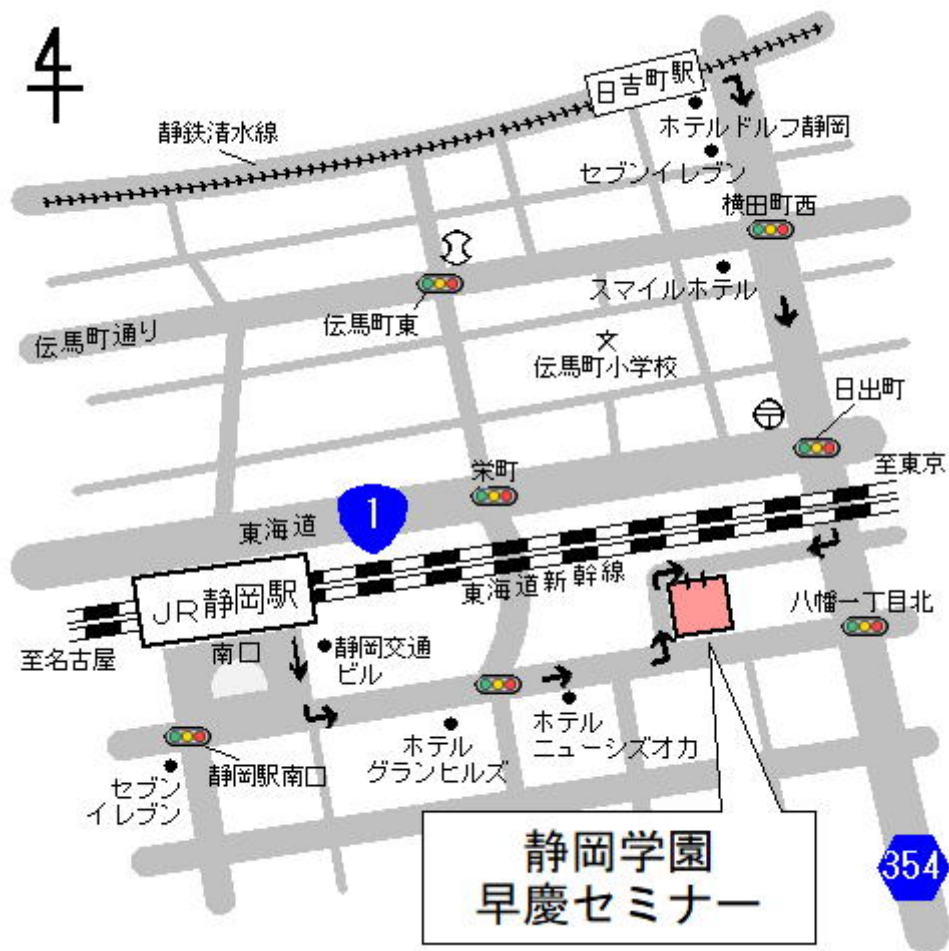 日吉町駅
静鉄清水線
ホテルドルフ静岡
セブンイレブン
横田町西
スマイルホテル
伝馬町東
伝馬町通り
文
伝馬町小学校
日出町
〒
栄町
至東京
1
東海道
東海道新幹線
JR静岡駅
八幡一丁目北
至名古屋
南口
静岡交通
ビル
ホテル
ニューシズオカ
ホテル
グランヒルズ
静岡駅南口
セブン
イレブン
静岡学園
早慶セミナー
354